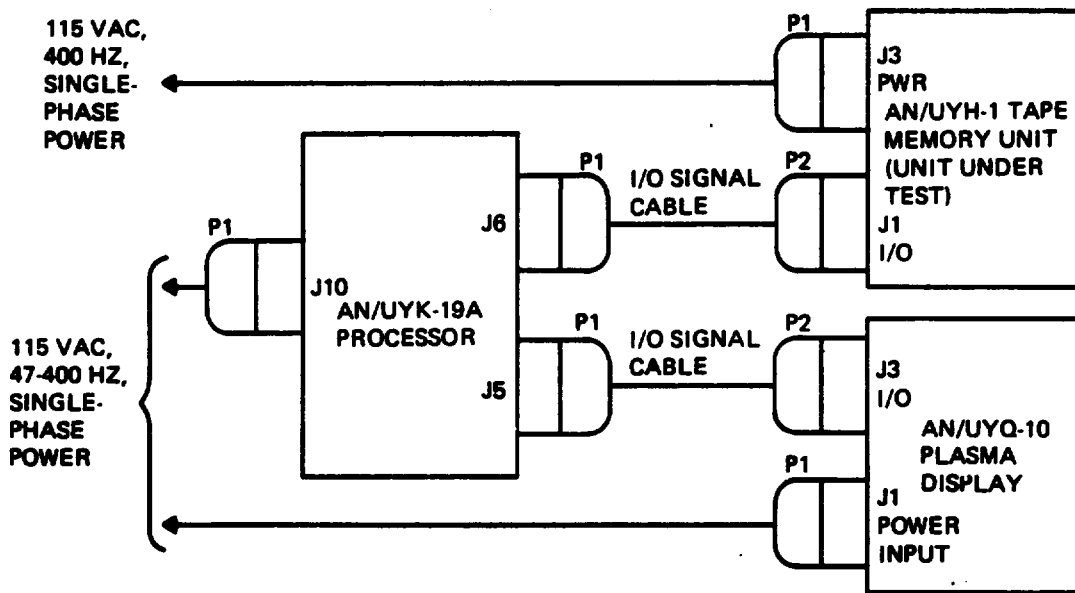 115 VAC,
400 HZ,
SINGLE-
PHASE
POWER
P1
J3
PWR
AN/UYH-1 TAPE
MEMORY UNIT
(UNIT UNDER
TEST)
P1
I/O SIGNAL
CABLE
P2
J6
J1
I/O
P1
J10
AN/UYK-19A
PROCESSOR
115 VAC,
47-400 HZ,
SINGLE-
PHASE
POWER
P1
I/O SIGNAL
CABLE
P2
J5
J3
I/O
AN/UYQ-10
PLASMA
DISPLAY
P1
J1
POWER
INPUT